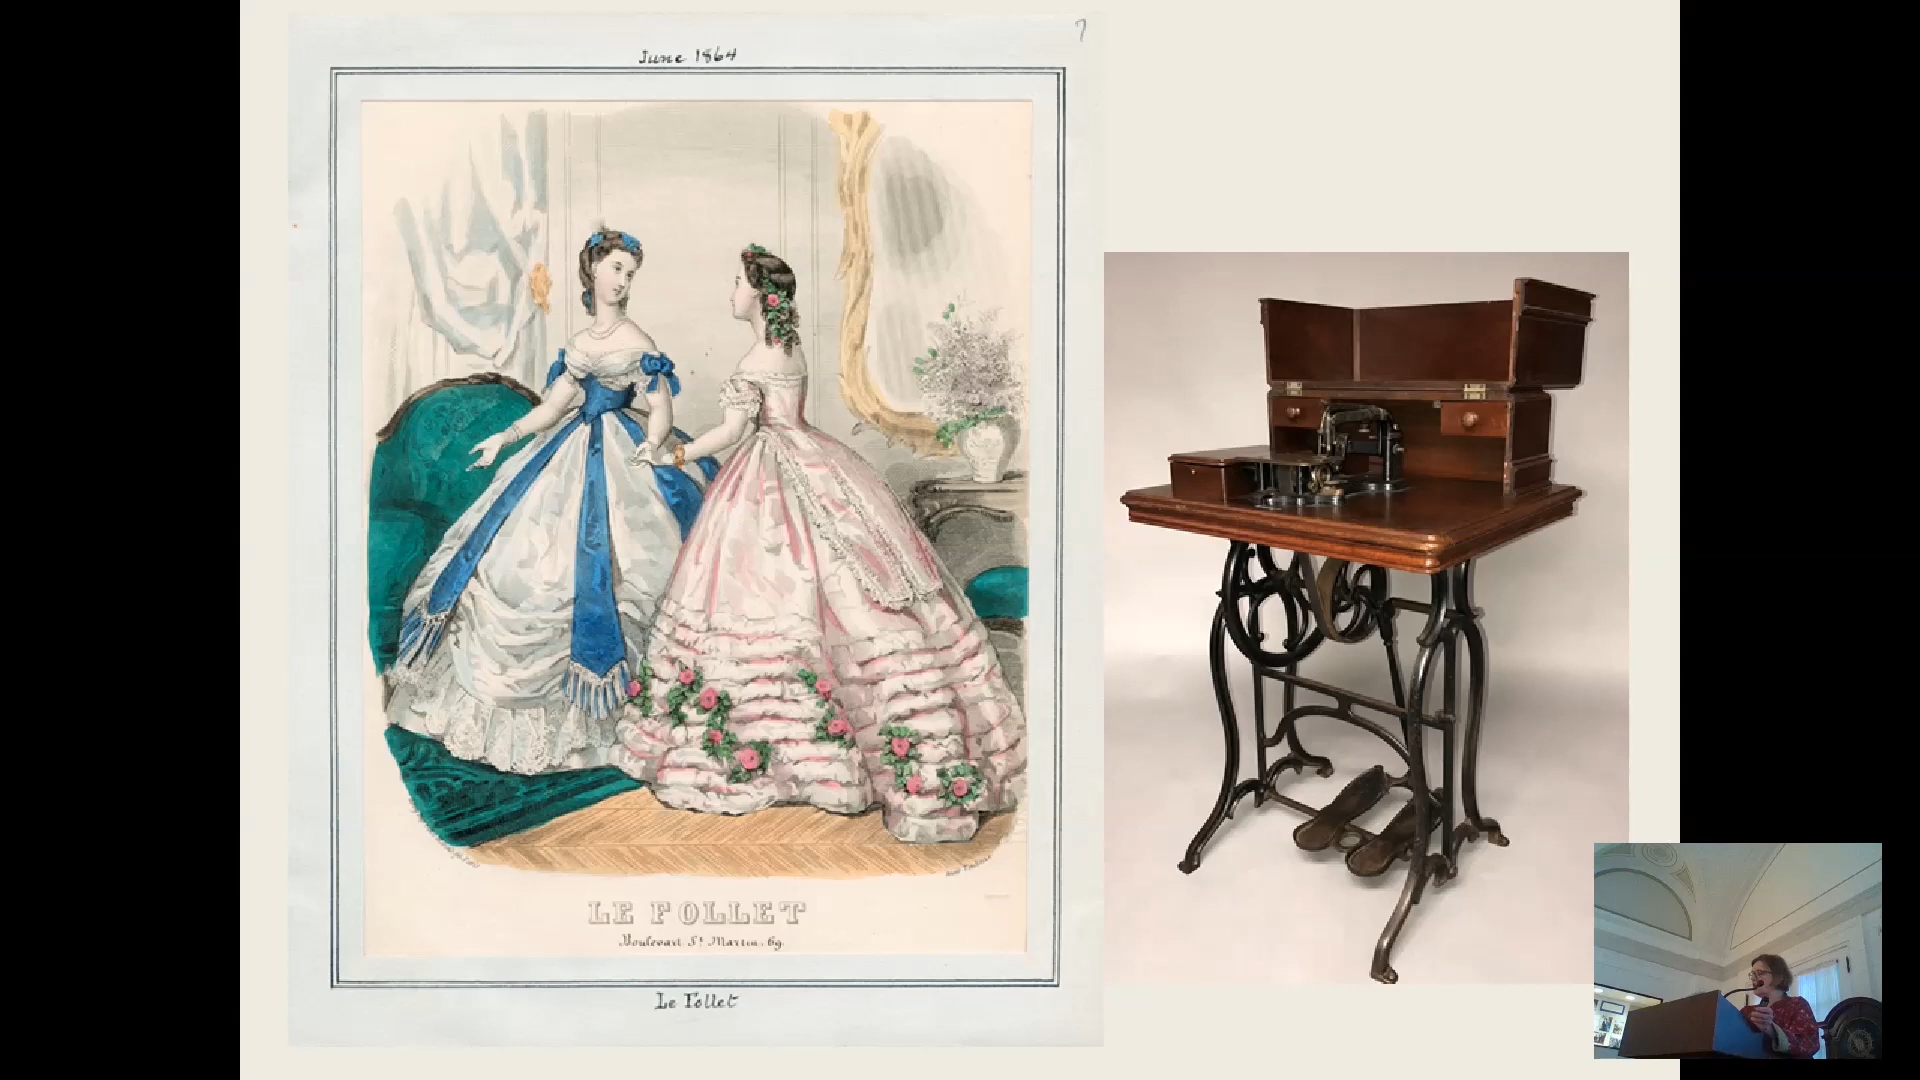 7
June 1864
LE FOLLET
Boulevart St Martin, 69.
Le Follet